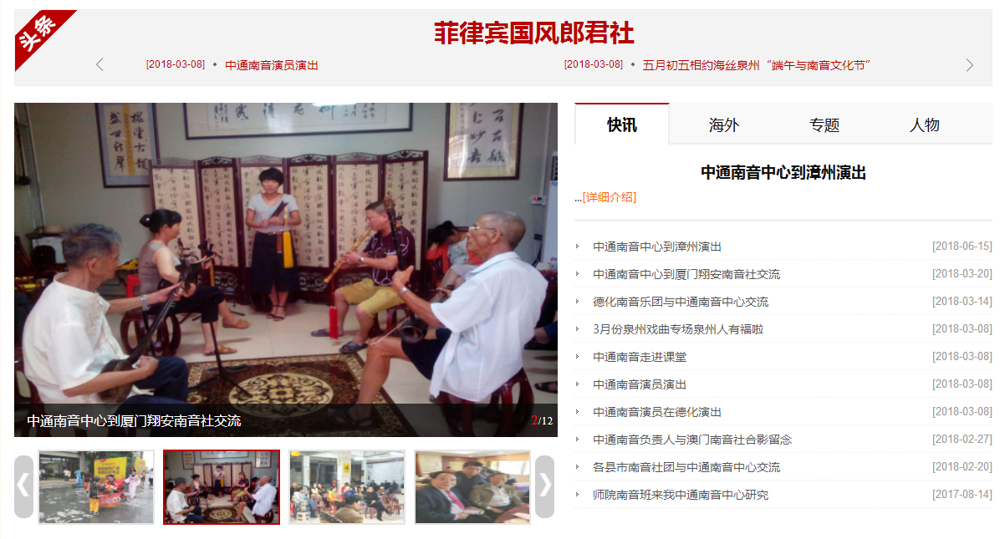 头条
菲律宾国风郎君社
[2018-03-08] • 中通南音演员演出
[2018-03-08] • 五月初五相约海丝泉州“端午与南音文化节”
中通南音中心到厦门翔安南音社交流
2/12
快讯 海外 专题 人物
中通南音中心到漳州演出
...[详细介绍]
中通南音中心到漳州演出 [2018-06-15]
中通南音中心到厦门翔安南音社交流 [2018-03-20]
德化南音乐团与中通南音中心交流 [2018-03-14]
3月份泉州戏曲专场泉州人有福啦 [2018-03-08]
中通南音走进课堂 [2018-03-08]
中通南音演员演出 [2018-03-08]
中通南音演员在德化演出 [2018-03-08]
中通南音负责人与澳门南音社合影留念 [2018-02-27]
各县市南音社团与中通南音中心交流 [2018-02-20]
师院南音班来我中通南音中心研究 [2017-08-14]